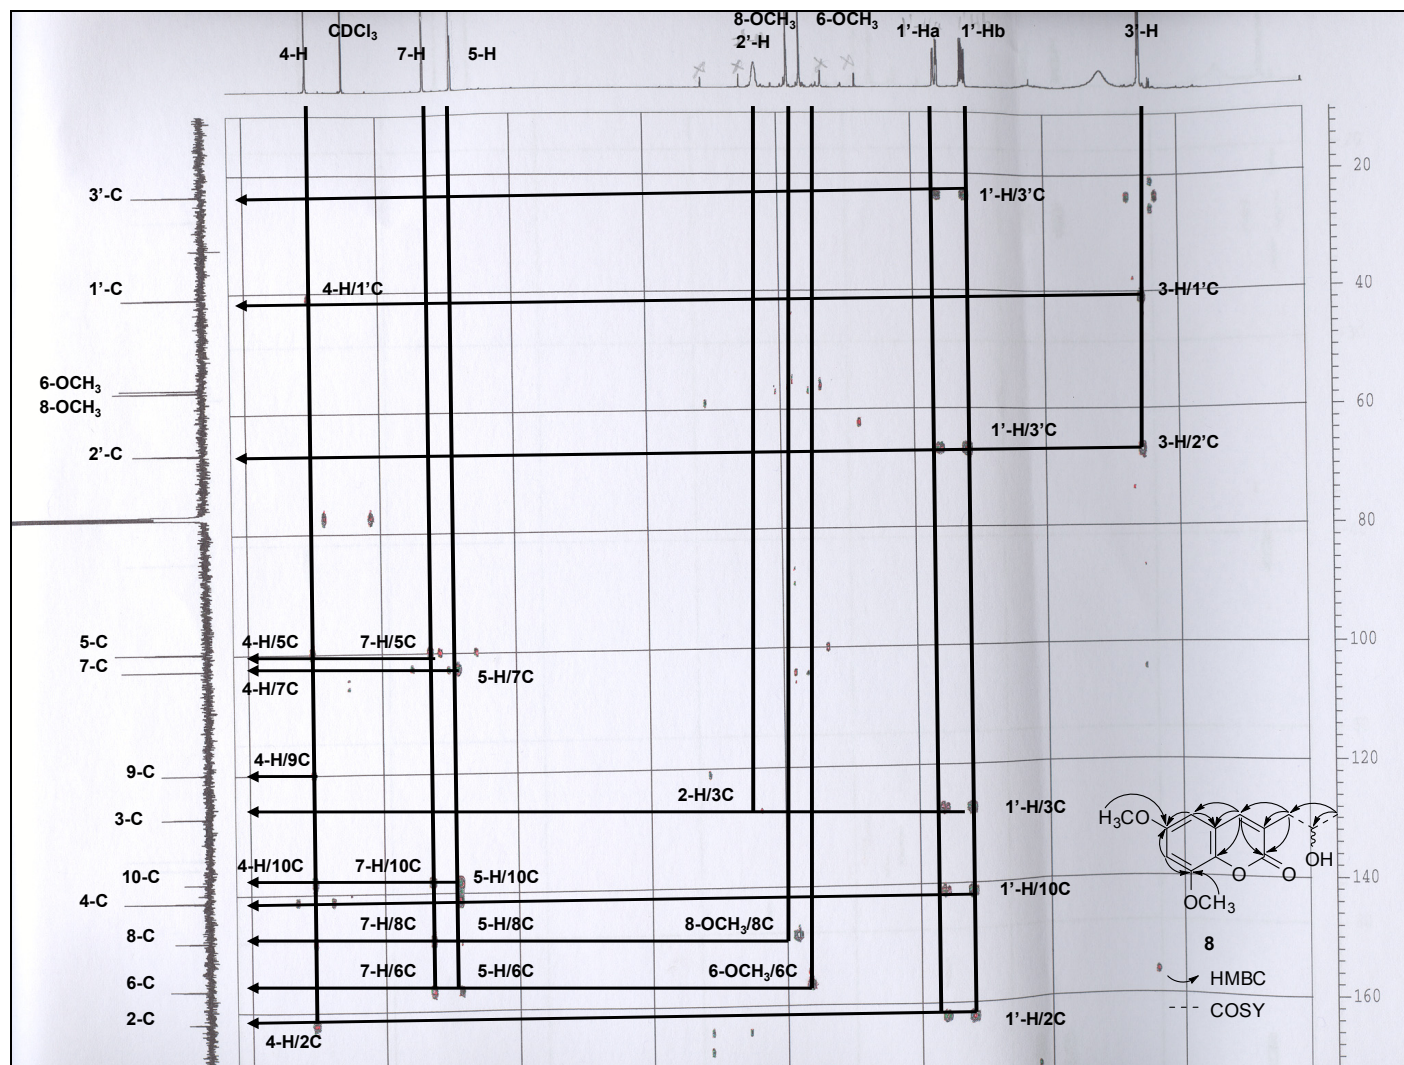 8-OCH3 6-OCH3
CDCl3
2'-H
1'-Ha 1'-Hb 3'-H
4-H 7-H 5-H
20
3'-C 1'-H/3'C
1'-C 4-H/1'C 3-H/1'C 40
6-OCH3
8-OCH3
60
1'-H/3'C
2'-C 3-H/2'C
80
5-C 4-H/5C 7-H/5C 100
7-C 5-H/7C
4-H/7C
120
9-C 4-H/9C
2-H/3C 1'-H/3C
3-C
H3CO
OH
O O
OCH3
8
HMBC
COSY
10-C 4-H/10C 7-H/10C 5-H/10C 140
4-C 1'-H/10C
8-C 7-H/8C 5-H/8C 8-OCH3/8C
6-C 7-H/6C 5-H/6C 6-OCH3/6C
160
2-C 1'-H/2C
4-H/2C